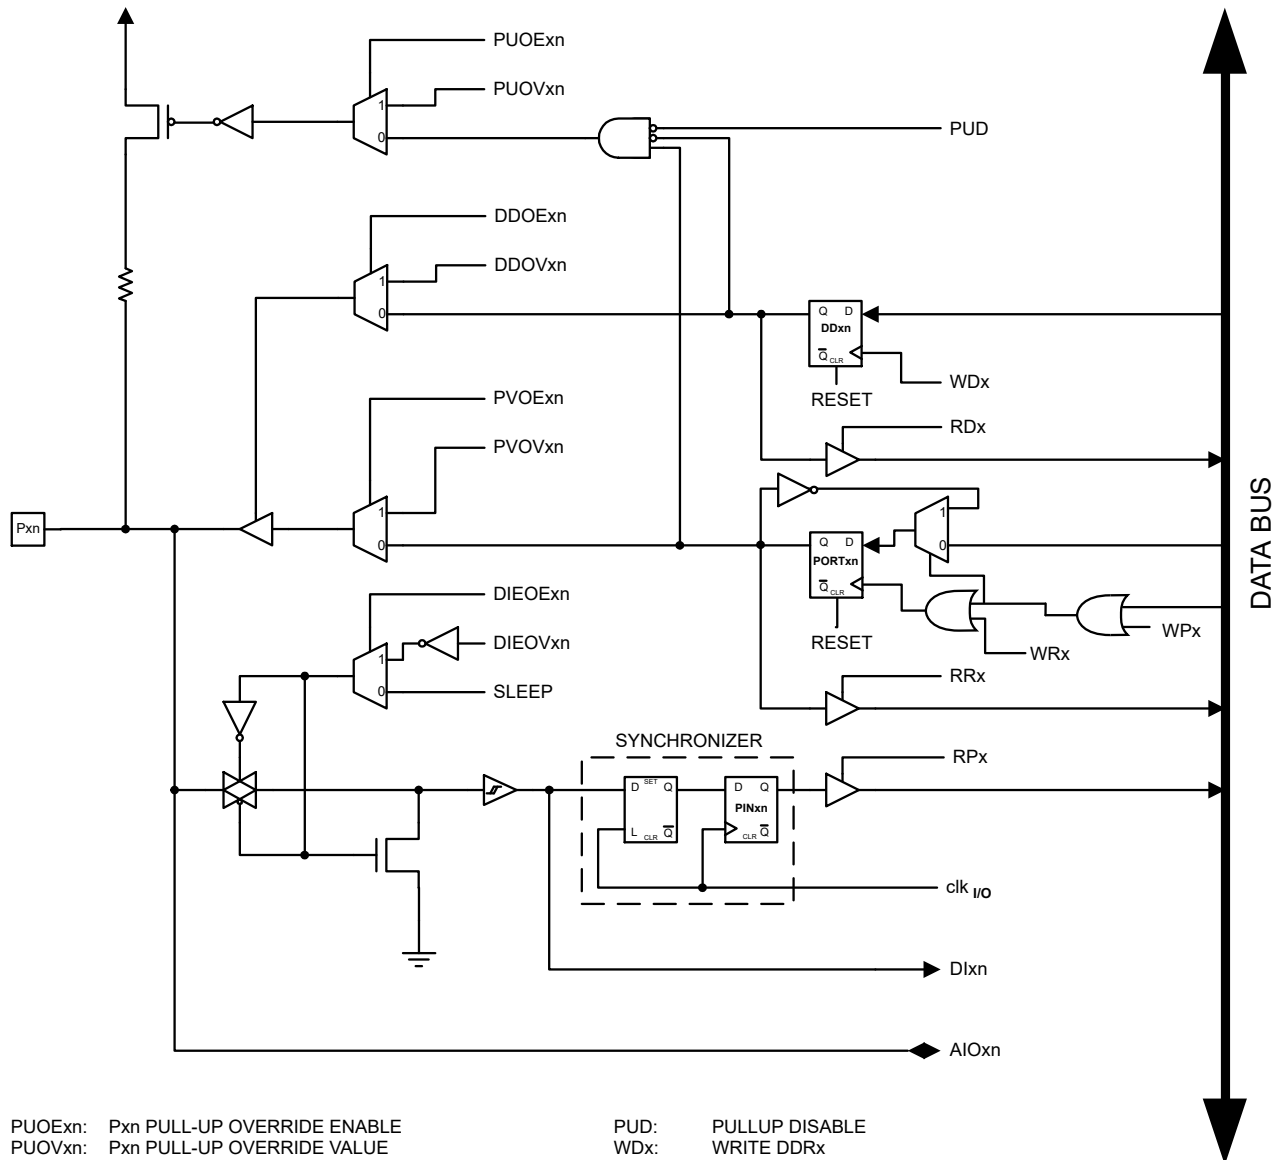 PUOExn
PUOVxn
1
0
PUD
DDOExn
DDOVxn
1
0
Q D
DDxn
Q CLR
WDx
RESET
RDx
PVOExn
PVOVxn
1
0
Pxn
1
0
Q D
PORTxn
Q CLR
RESET
WRx
WPx
DATA BUS
DIEOExn
DIEOVxn
1
0
SLEEP
RRx
SYNCHRONIZER
RPx
D SET Q
L CLR Q
D Q
PINxn
CLR Q
clk I/O
DIxn
AIOxn
PUOExn: Pxn PULL-UP OVERRIDE ENABLE
PUOVxn: Pxn PULL-UP OVERRIDE VALUE
PUD: PULLUP DISABLE
WDx: WRITE DDRx